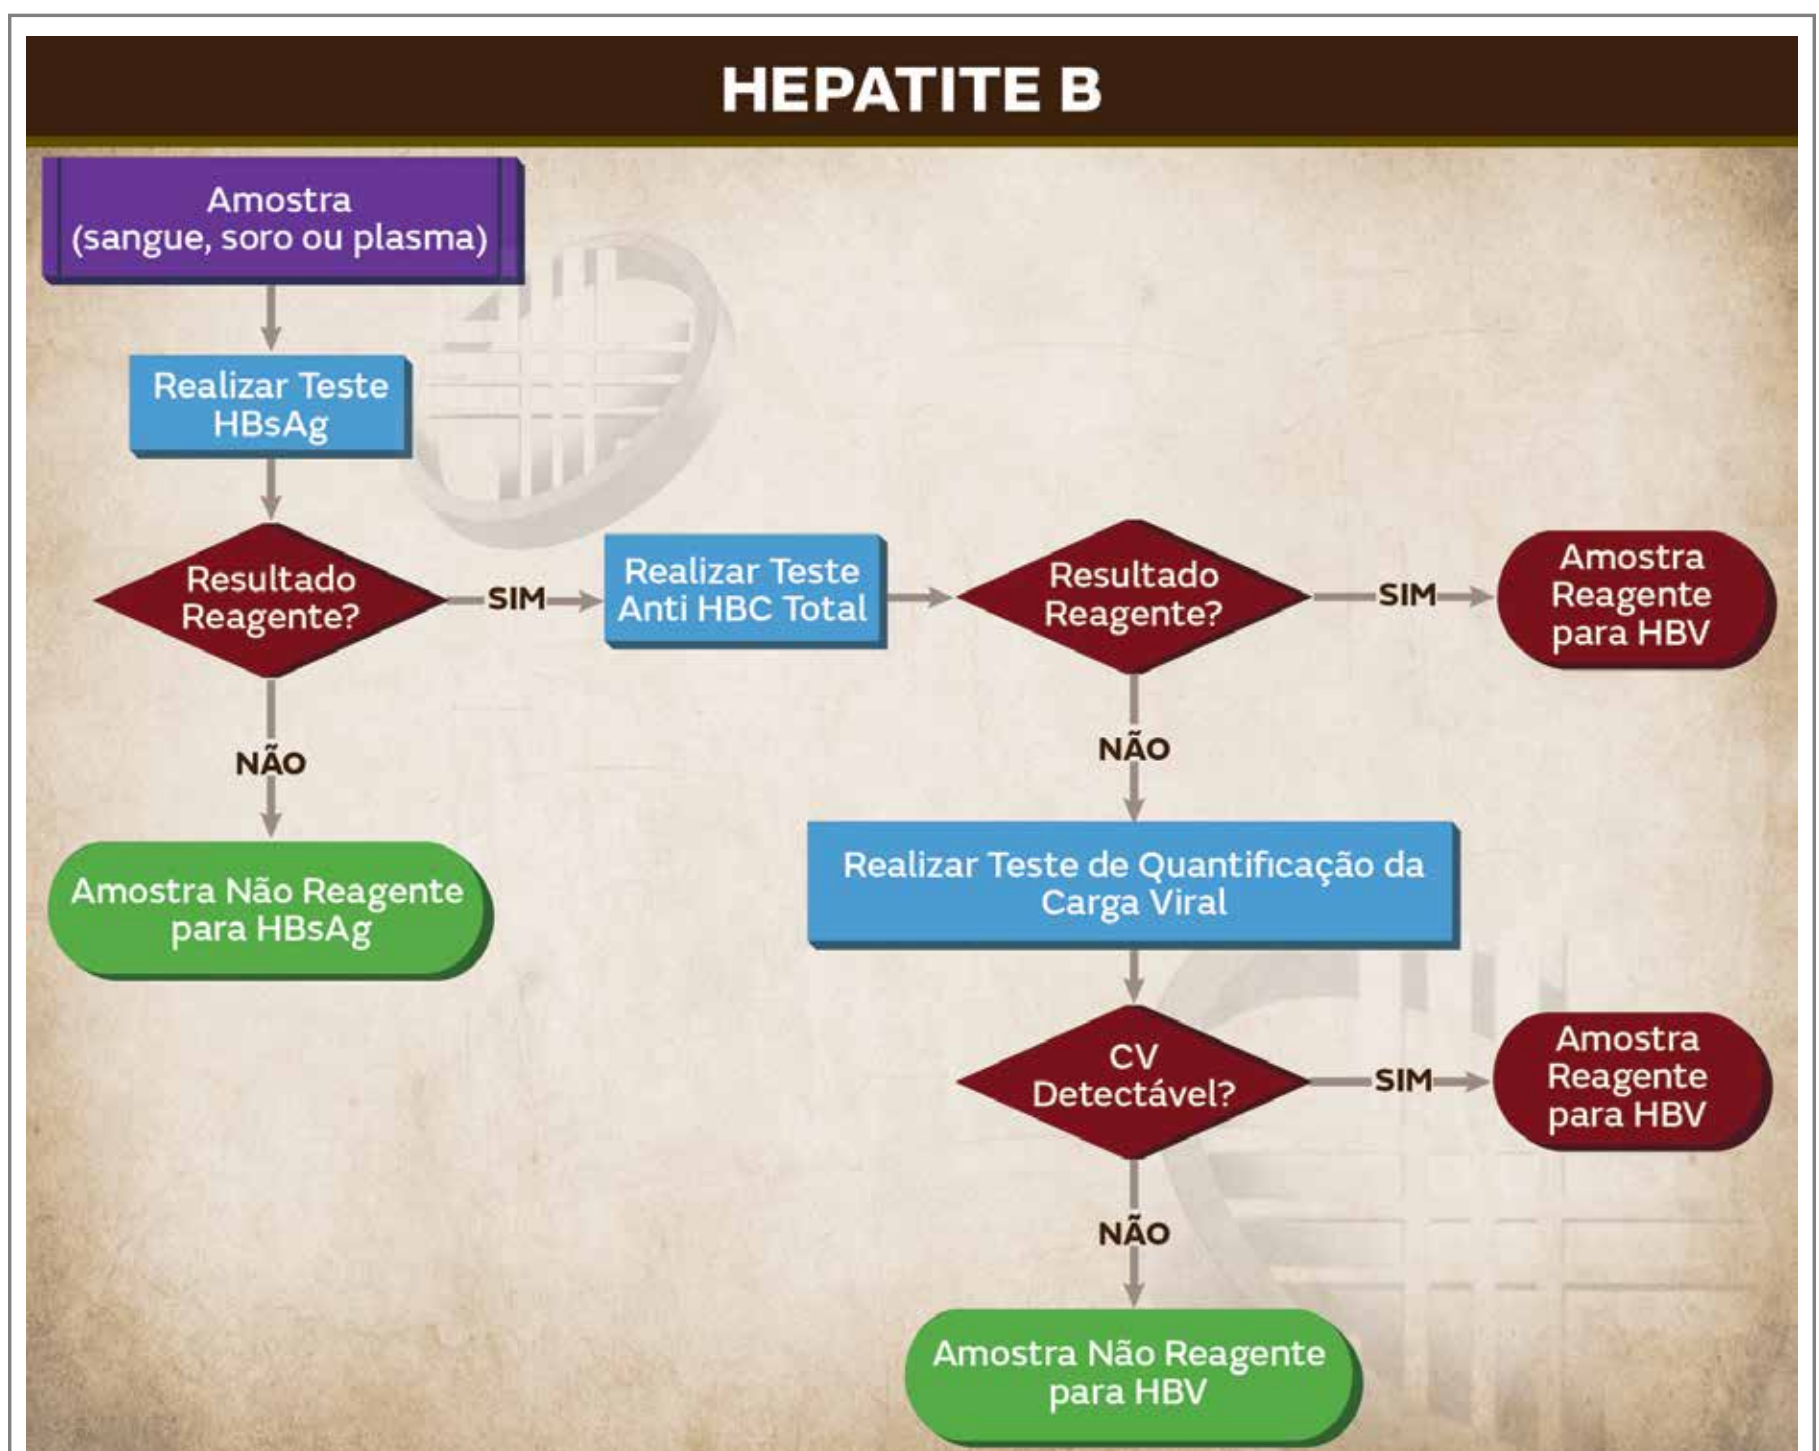 HEPATITE B
Amostra
(sangue, soro ou plasma)
Realizar Teste
HBsAg
Resultado
Reagente?
SIM
Realizar Teste
Anti HBC Total
Resultado
Reagente?
SIM
Amostra
Reagente
para HBV
NÃO
Amostra Não Reagente
para HBsAg
NÃO
Realizar Teste de Quantificação da
Carga Viral
CV
Detectável?
SIM
Amostra
Reagente
para HBV
NÃO
Amostra Não Reagente
para HBV